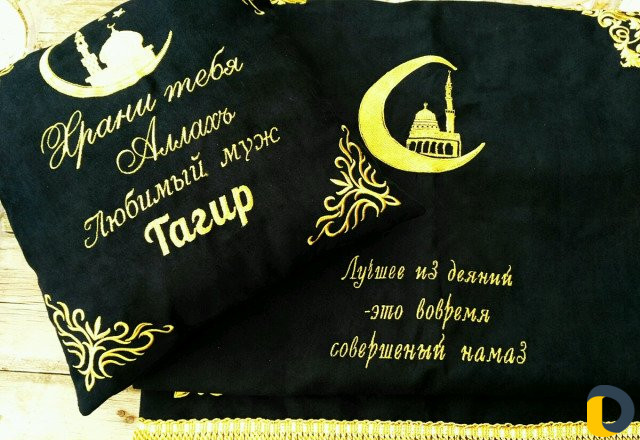 Храни тебя
Аллахъ
Любимый муж
Тагир
Лучшее из деяний
-это вовремя
совершеный намаз